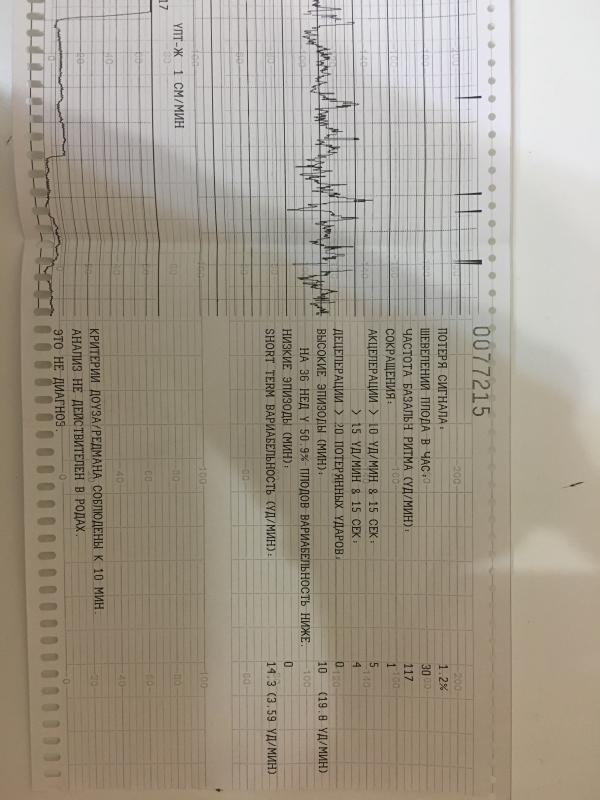 0077215
ПОТЕРЯ СИГНАЛА: 1.2%
ШЕВЕЛЕНИЙ ПЛОДА В ЧАС: 30
ЧАСТОТА БАЗАЛЬН РИТМА (УД/МИН): 117
СОКРАЩЕНИЯ: 1
АКЦЕЛЕРАЦИИ > 10 УД/МИН & 15 СЕК: 5
> 15 УД/МИН & 15 СЕК: 4
ДЕЦЕЛЕРАЦИИ > 20 ПОТЕРЯННЫХ УДАРОВ: 0
ВЫСОКИЕ ЭПИЗОДЫ (МИН): 10 (19.8 УД/МИН)
НА 36 НЕД У 50.9% ПЛОДОВ ВАРИАБЕЛЬНОСТЬ НИЖЕ.
НИЗКИЕ ЭПИЗОДЫ (МИН): 0
SHORT TERM ВАРИАБЕЛЬНОСТЬ (УД/МИН): 14.3 (3.59 УД/МИН)
КРИТЕРИИ ДОУЗА/РЕДМАНА СОБЛЮДЕНЫ К 10 МИН.
АНАЛИЗ НЕ ДЕЙСТВИТЕЛЕН В РОДАХ.
ЭТО НЕ ДИАГНОЗ.
17
УПТ-Ж 1 СМ/МИН